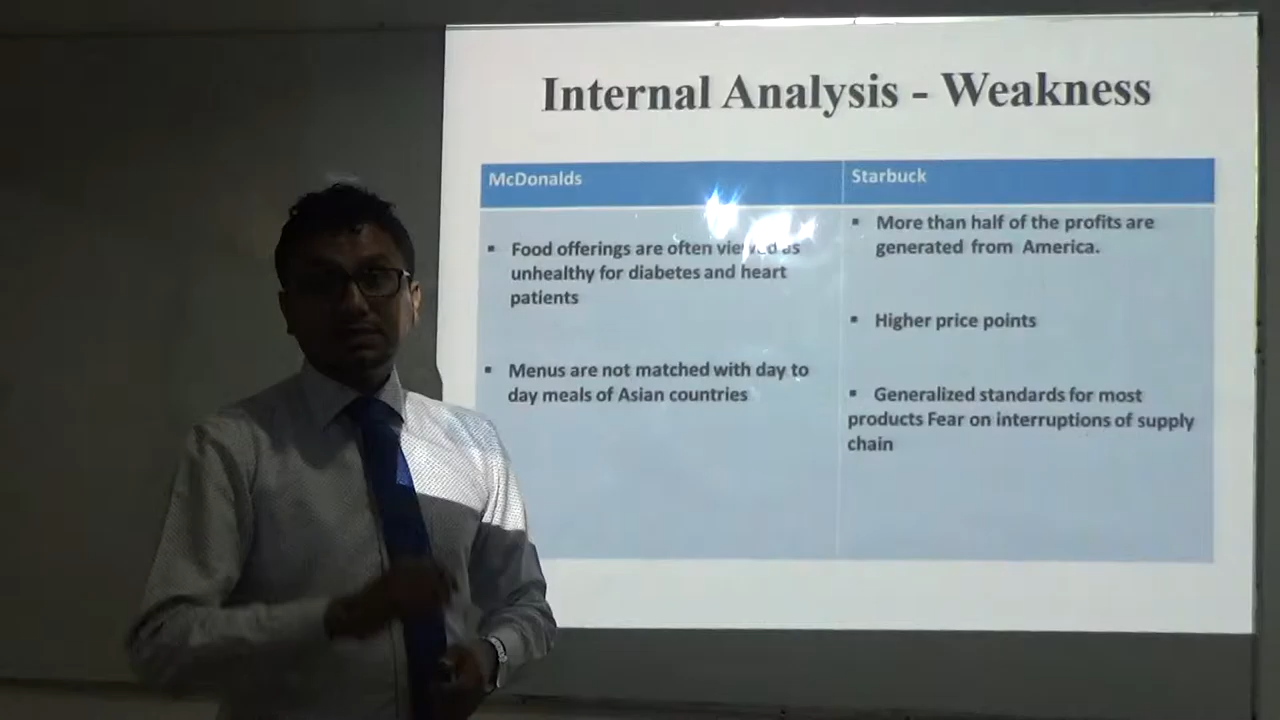 Internal Analysis - Weakness
McDonalds
Starbuck
▪ Food offerings are often viewed as
unhealthy for diabetes and heart
patients
▪ Menus are not matched with day to
day meals of Asian countries
▪ More than half of the profits are
generated from America.
▪ Higher price points
▪ Generalized standards for most
products Fear on interruptions of supply
chain